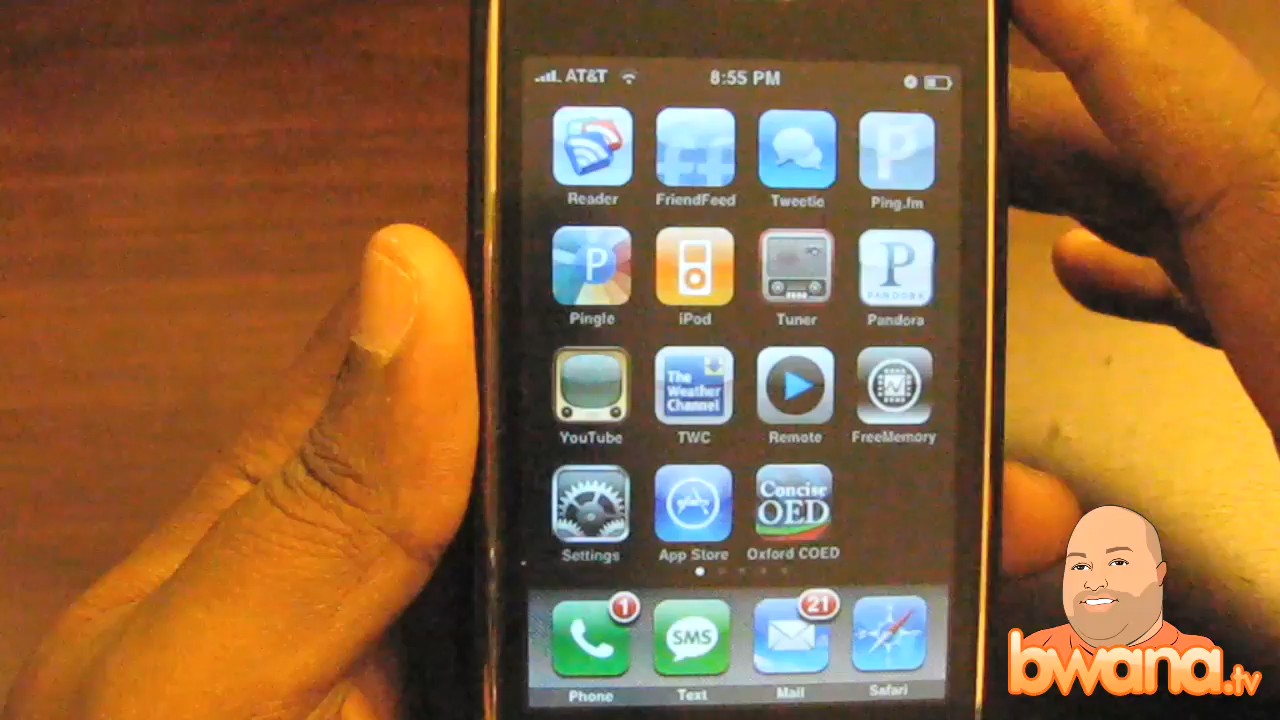 AT&T 8:55 PM
Reader FriendFeed Tweetie Ping.fm
P
P
P
PANDORA
Pingle iPod Tuner Pandora
The
Weather
Channel
YouTube TWC Remote FreeMemory
Concise
OED
Settings App Store Oxford COED
1 21
SMS
Phone Text Mail Safari
bwana.tv